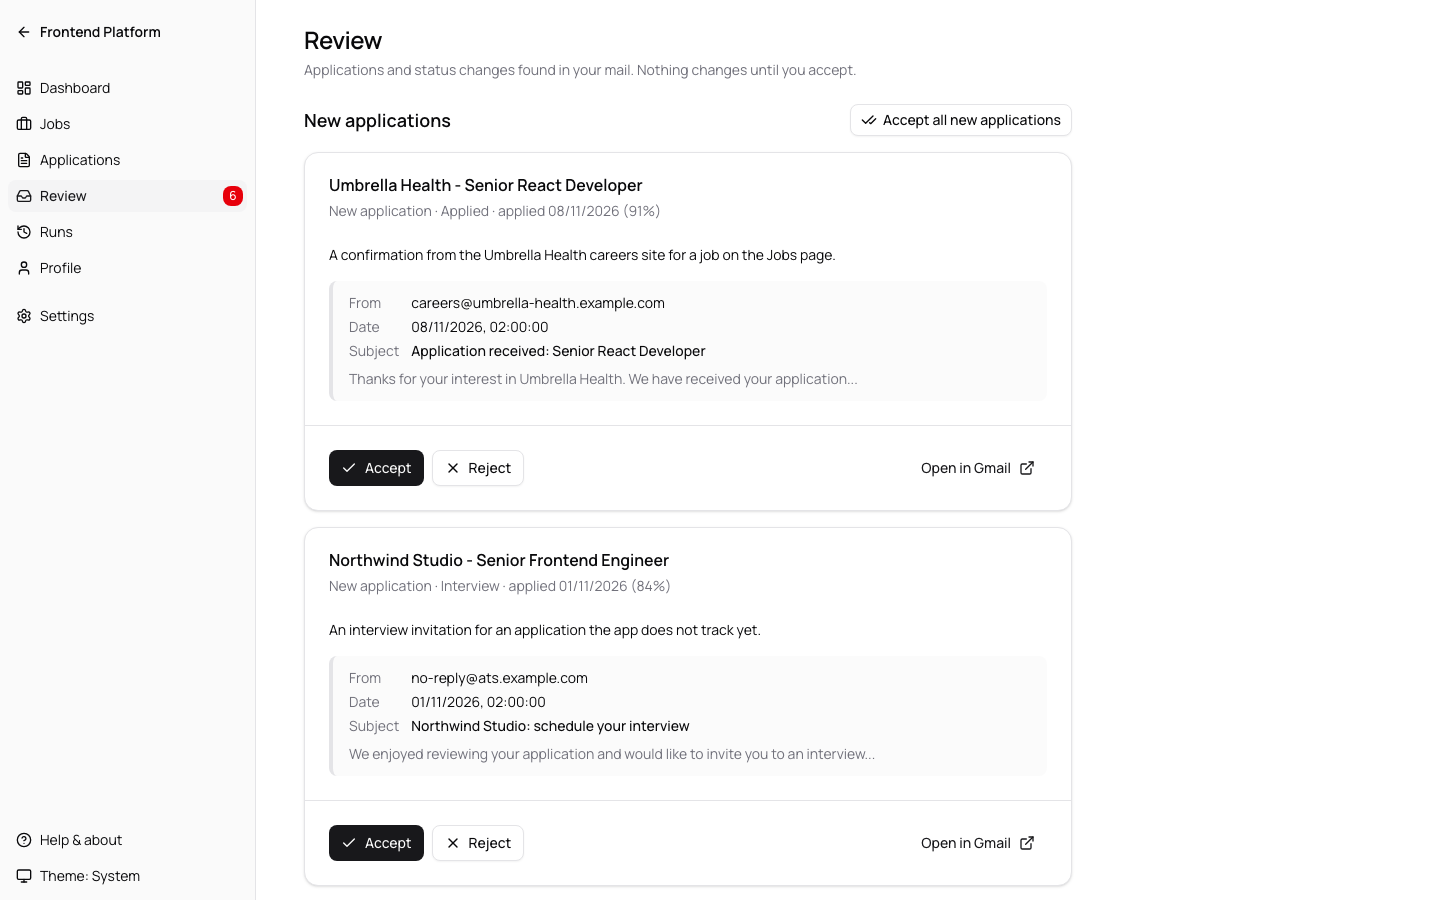 Frontend Platform
Dashboard
Jobs
Applications
Review 6
Runs
Profile
Settings
Help & about
Theme: System
Review
Applications and status changes found in your mail. Nothing changes until you accept.
New applications
Accept all new applications
Umbrella Health - Senior React Developer
New application · Applied · applied 08/11/2026 (91%)
A confirmation from the Umbrella Health careers site for a job on the Jobs page.
From careers@umbrella-health.example.com
Date 08/11/2026, 02:00:00
Subject Application received: Senior React Developer
Thanks for your interest in Umbrella Health. We have received your application...
Accept Reject Open in Gmail
Northwind Studio - Senior Frontend Engineer
New application · Interview · applied 01/11/2026 (84%)
An interview invitation for an application the app does not track yet.
From no-reply@ats.example.com
Date 01/11/2026, 02:00:00
Subject Northwind Studio: schedule your interview
We enjoyed reviewing your application and would like to invite you to an interview...
Accept Reject Open in Gmail